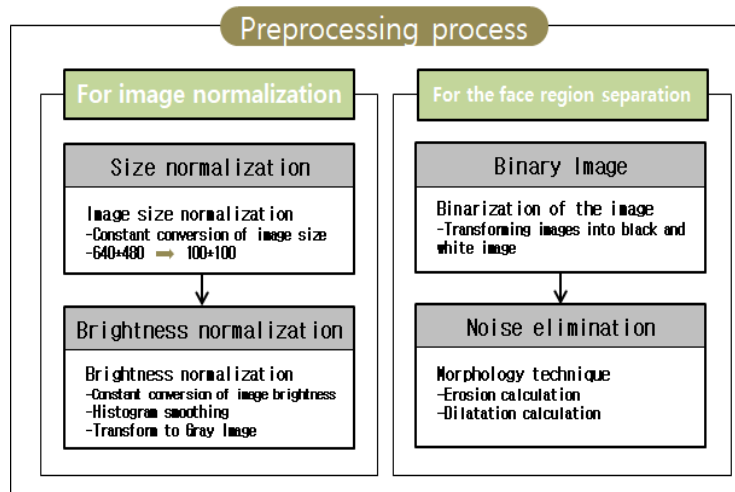 Preprocessing process
For image normalization
Size normalization
Image size normalization
-Constant conversion of image size
-640*480 ➡ 100*100
Brightness normalization
Brightness normalization
-Constant conversion of image brightness
-Histogram smoothing
-Transform to Gray Image
For the face region separation
Binary Image
Binarization of the image
-Transforming images into black and
white image
Noise elimination
Morphology technique
-Erosion calculation
-Dilatation calculation